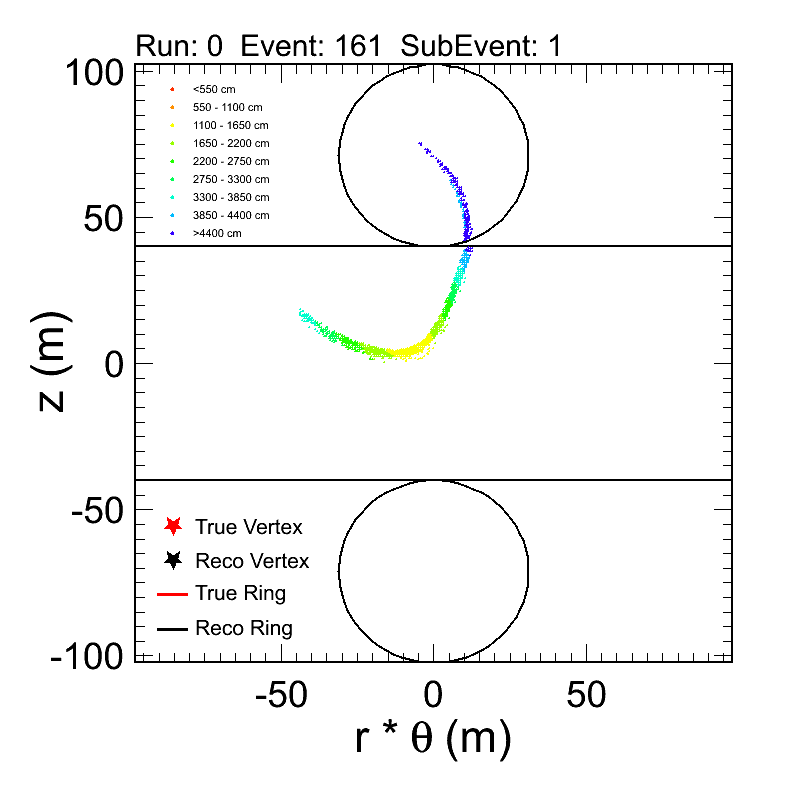 Run: 0 Event: 161 SubEvent: 1
100
50
0
-50
-100
z (m)
<550 cm
550 - 1100 cm
1100 - 1650 cm
1650 - 2200 cm
2200 - 2750 cm
2750 - 3300 cm
3300 - 3850 cm
3850 - 4400 cm
>4400 cm
True Vertex
Reco Vertex
True Ring
Reco Ring
-50 0 50
r * θ (m)